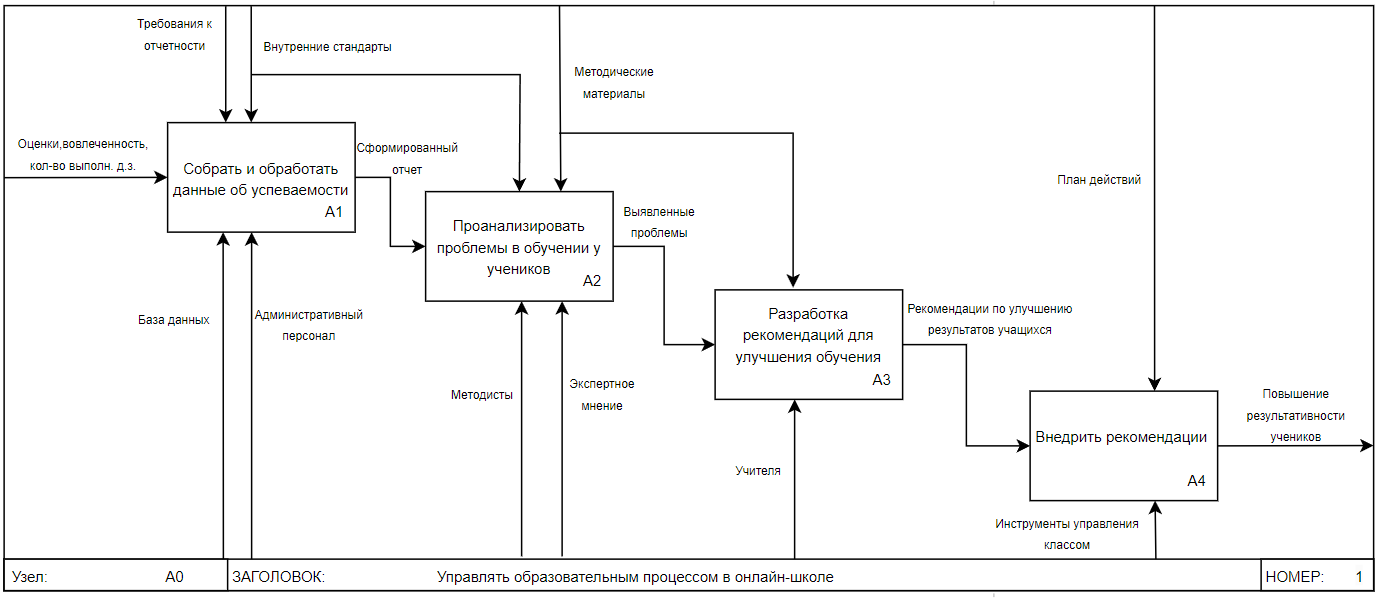 Требования к
отчетности
Внутренние стандарты
Методические
материалы
Оценки,вовлеченность,
кол-во выполн. д.з.
Собрать и обработать
данные об успеваемости
А1
Сформированный
отчет
План действий
Проанализировать
проблемы в обучении у
учеников
А2
Выявленные
проблемы
База данных
Административный
персонал
Разработка
рекомендаций для
улучшения обучения
А3
Рекомендации по улучшению
результатов учащихся
Методисты
Экспертное
мнение
Внедрить рекомендации
А4
Повышение
результативности
учеников
Учителя
Инструменты управления
классом
Узел: А0 ЗАГОЛОВОК: Управлять образовательным процессом в онлайн-школе НОМЕР: 1